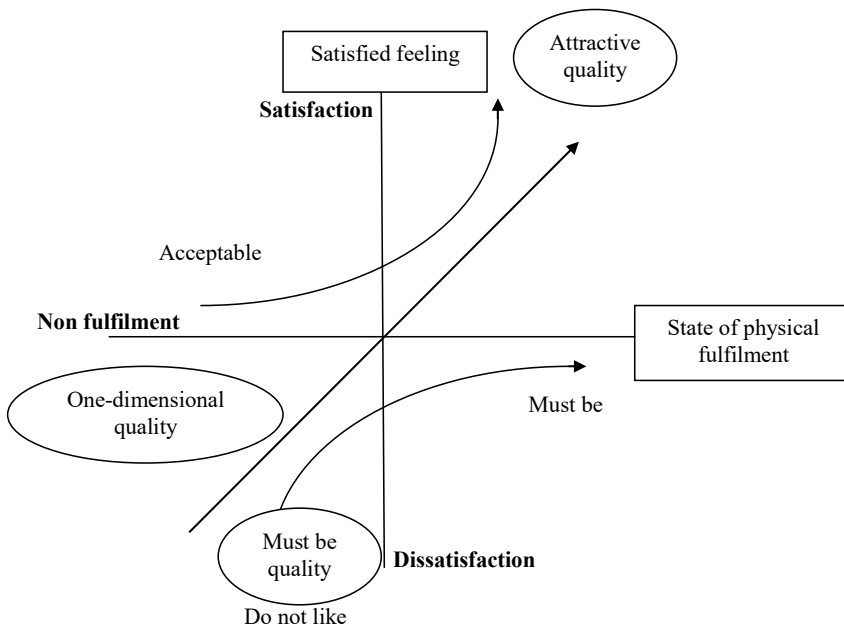 Satisfied feeling
Attractive
quality
Satisfaction
Acceptable
Non fulfilment
State of physical
fulfilment
One-dimensional
quality
Must be
Must be
quality
Dissatisfaction
Do not like